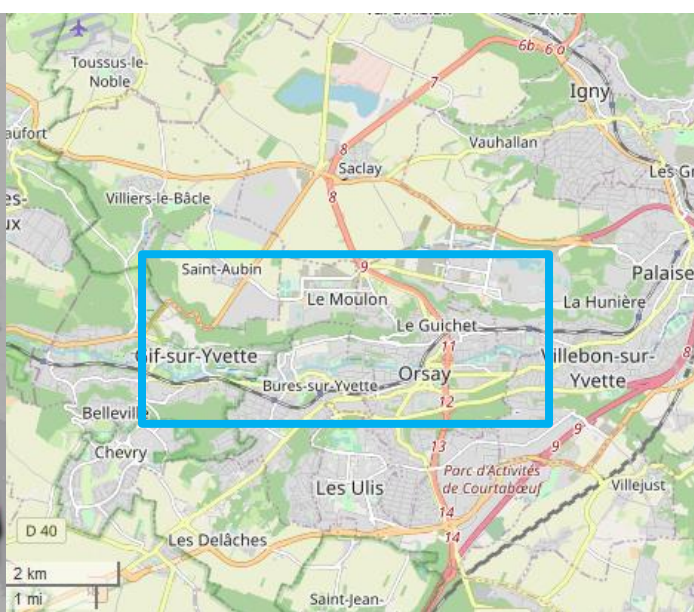 6b 6a
Toussus-le-
Noble
Igny
7
aufort
8
Vauhallan
Saclay
Les Gr
8
Villiers-le-Bâcle
es-
ux
9
Saint-Aubin
Palaise
Le Moulon
La Hunière
Le Guichet
11
Gif-sur-Yvette
Villebon-sur-
Yvette
8
Orsay
Bures-sur-Yvette
12
Belleville
9
9
Chevry
13
Parc d'Activités
de Courtabœuf
Les Ulis
Villejust
14
D 40
14
Les Delâches
2 km
1 mi
Saint-Jean-